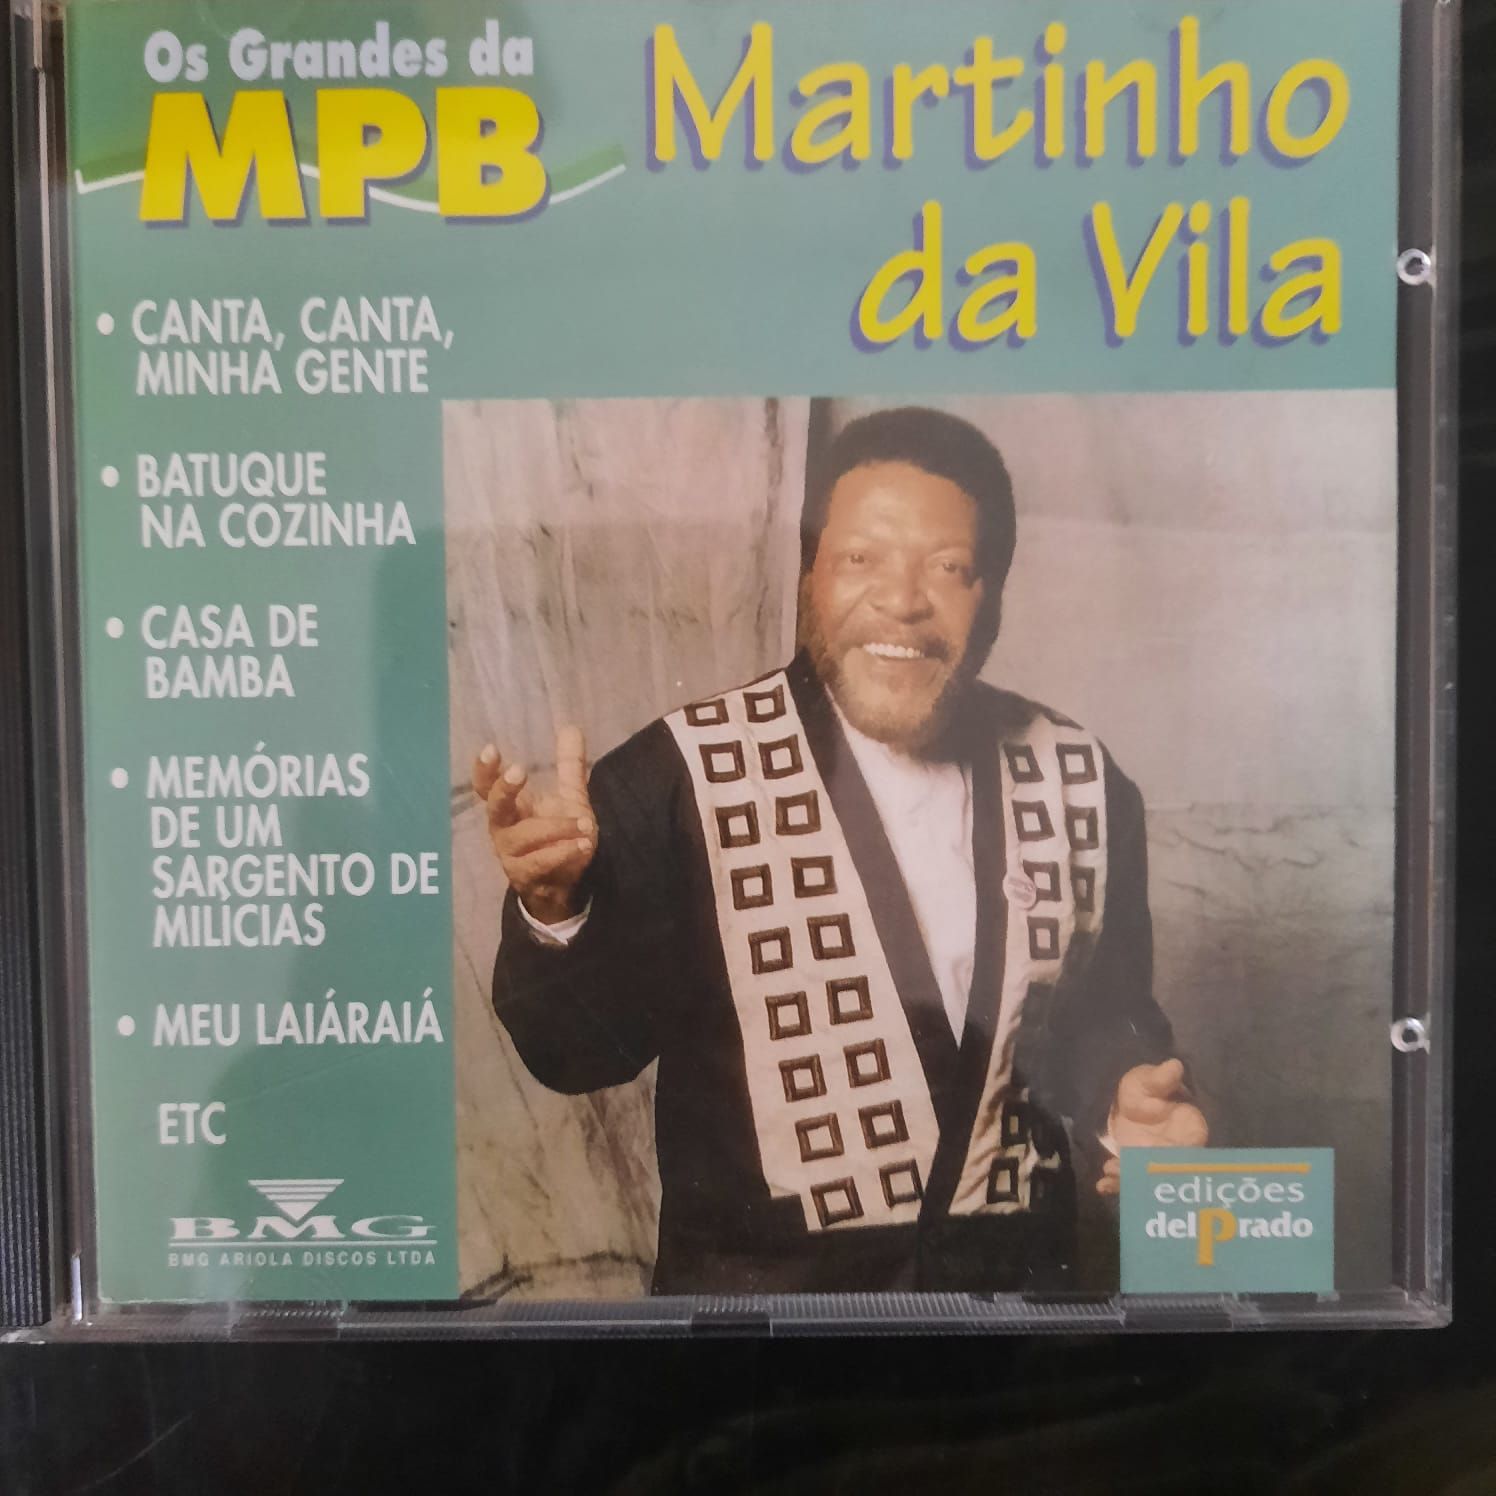 Os Grandes da
MPB
Martinho
da Vila
• CANTA, CANTA,
MINHA GENTE
• BATUQUE
NA COZINHA
• CASA DE
BAMBA
• MEMÓRIAS
DE UM
SARGENTO DE
MILÍCIAS
• MEU LAIÁRAIÁ
ETC
BMG
BMG ARIOLA DISCOS LTDA
edições
delPrado